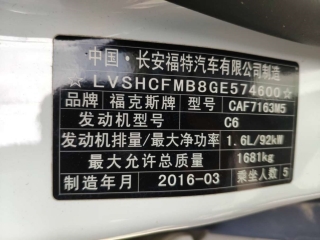 中国·长安福特汽车有限公司制造
☆LVSHCFMB8GE574600☆
品牌 福克斯牌 型号 CAF7163M5
发动机型号 C6
发动机排量/最大净功率 1.6L/92kW
最大允许总质量 1681kg
制造年月 2016-03 乘坐人数 5